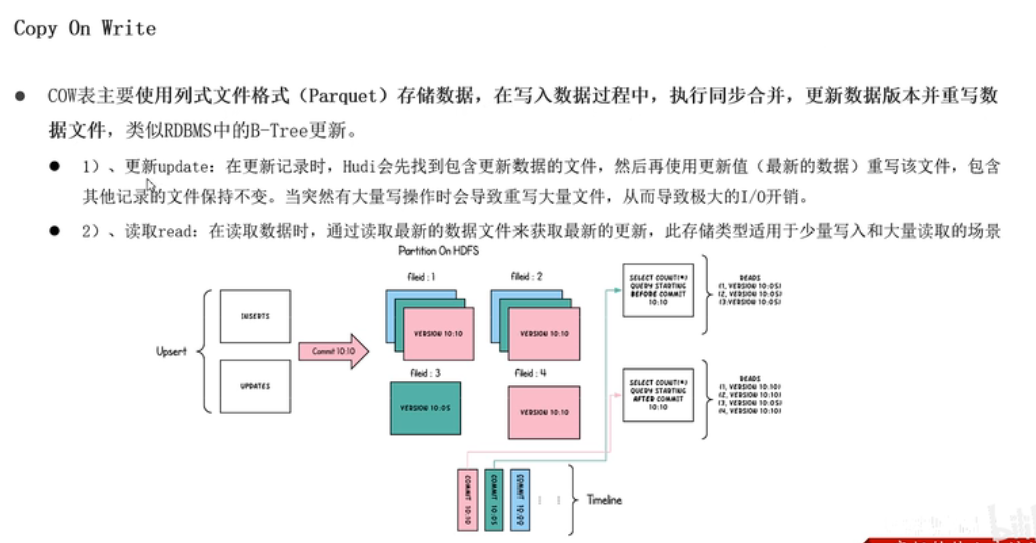 Copy On Write
● COW表主要使用列式文件格式（Parquet）存储数据，在写入数据过程中，执行同步合并，更新数据版本并重写数
据文件，类似RDBMS中的B-Tree更新。
● 1）、更新update：在更新记录时，Hudi会先找到包含更新数据的文件，然后再使用更新值（最新的数据）重写该文件，包含
其他记录的文件保持不变。当突然有大量写操作时会导致重写大量文件，从而导致极大的I/O开销。
● 2）、读取read：在读取数据时，通过读取最新的数据文件来获取最新的更新，此存储类型适用于少量写入和大量读取的场景
Partition On HDFS
fileid : 1
fileid : 2
VERSION 10:10
VERSION 10:10
fileid : 3
fileid : 4
VERSION 10:05
VERSION 10:10
Upsert
INSERTS
UPDATES
Commit 10:10
SELECT COUNT(*)
QUERY STARTING
BEFORE COMMIT
10:10
READS
(1, VERSION 10:05)
(2, VERSION 10:05)
(3:VERSION 10:05)
SELECT COUNT(*)
QUERY STARTING
AFTER COMMIT
10:10
READS
(1, VERSION 10:10)
(2, VERSION 10:10)
(3, VERSION 10:05)
(4, VERSION 10:10)
COMMIT 10:10
COMMIT 10:05
COMMIT 10:00
Timeline